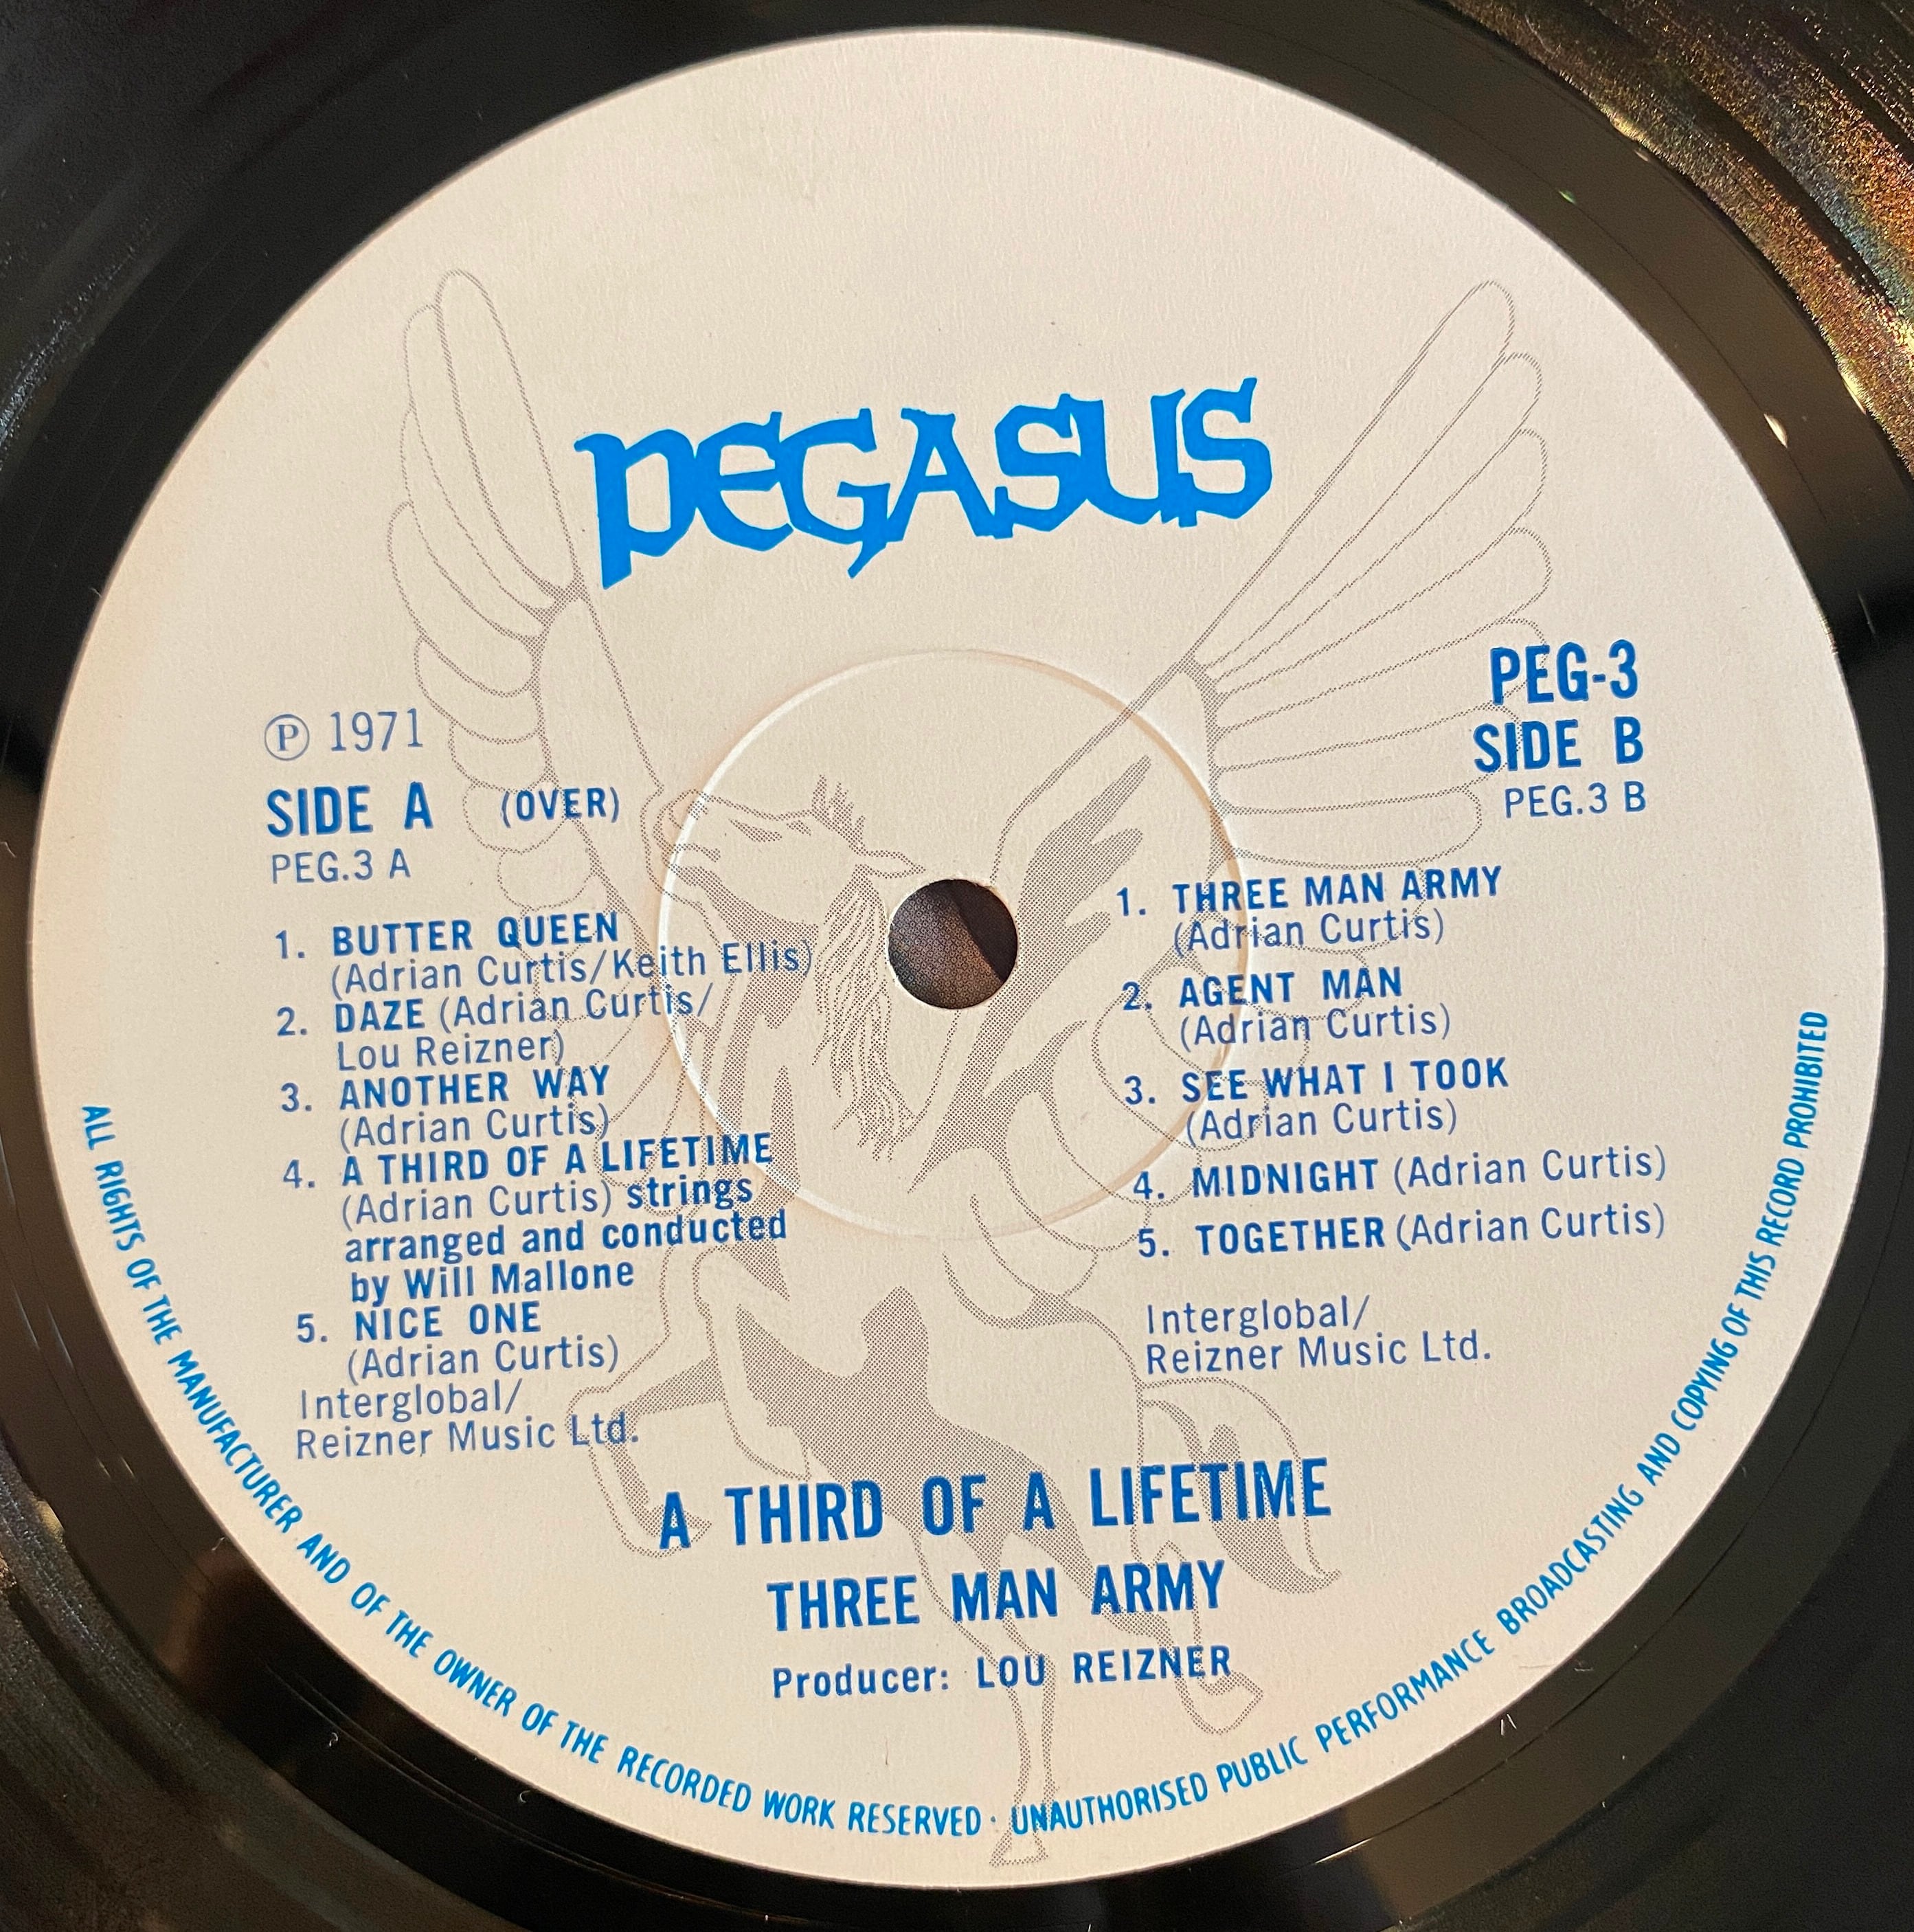 PEGASUS
℗ 1971
SIDE A (OVER)
PEG.3 A
1. BUTTER QUEEN
(Adrian Curtis/Keith Ellis)
2. DAZE (Adrian Curtis/
Lou Reizner)
3. ANOTHER WAY
(Adrian Curtis)
4. A THIRD OF A LIFETIME
(Adrian Curtis) strings
arranged and conducted
by Will Mallone
5. NICE ONE
(Adrian Curtis)
Interglobal/
Reizner Music Ltd.
PEG-3
SIDE B
PEG.3 B
1. THREE MAN ARMY
(Adrian Curtis)
2. AGENT MAN
(Adrian Curtis)
3. SEE WHAT I TOOK
(Adrian Curtis)
4. MIDNIGHT (Adrian Curtis)
5. TOGETHER (Adrian Curtis)
Interglobal/
Reizner Music Ltd.
A THIRD OF A LIFETIME
THREE MAN ARMY
Producer: LOU REIZNER
ALL RIGHTS OF THE MANUFACTURER AND OF THE OWNER OF THE RECORDED WORK RESERVED · UNAUTHORISED PUBLIC PERFORMANCE BROADCASTING AND COPYING OF THIS RECORD PROHIBITED